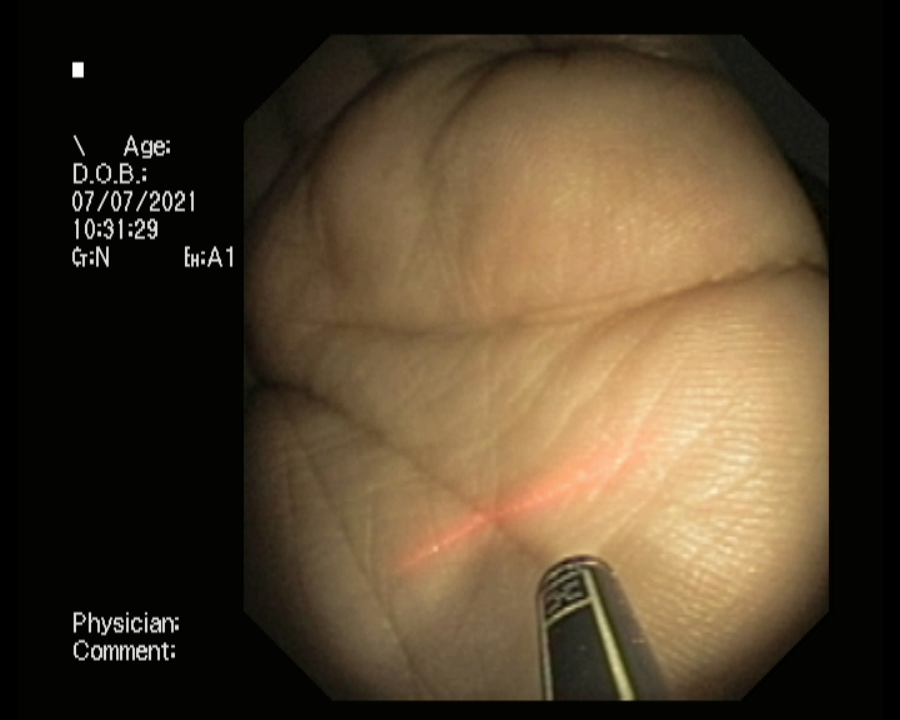 \ Age:
D.O.B.:
07/07/2021
10:31:29
Cr:N Eh:A1
Physician:
Comment: